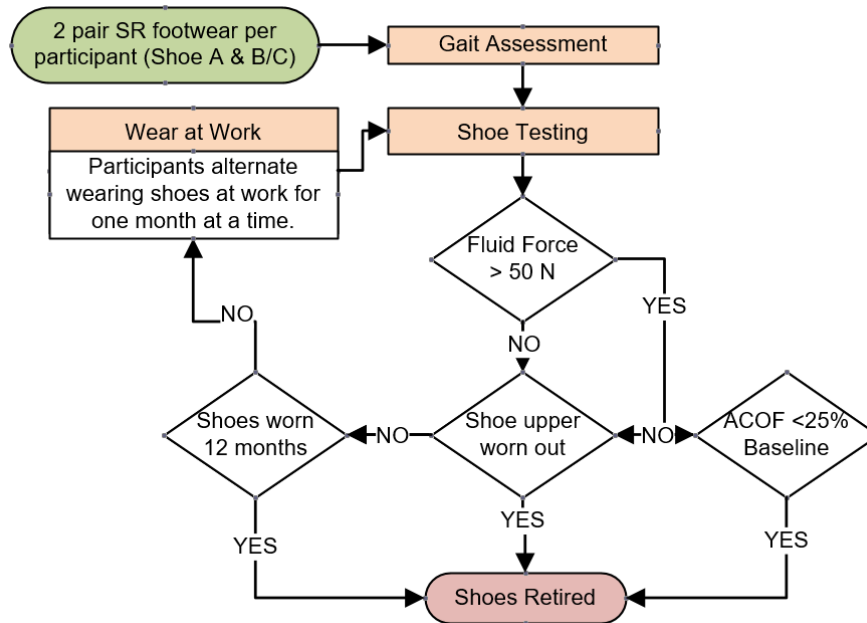 2 pair SR footwear per
participant (Shoe A & B/C)
Gait Assessment
Wear at Work
Participants alternate
wearing shoes at work for
one month at a time.
Shoe Testing
Fluid Force
> 50 N
YES
NO
NO
Shoes worn
12 months
NO
Shoe upper
worn out
NO
ACOF <25%
Baseline
YES
YES
YES
Shoes Retired